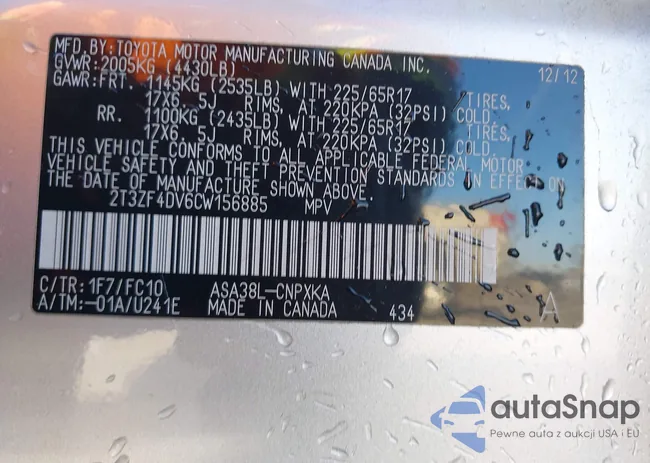 MFD.BY:TOYOTA MOTOR MANUFACTURING CANADA INC.
GVWR:2005KG (4430LB) 12/12
GAWR:FRT. 1145KG (2535LB) WITH 225/65R17 TIRES,
17X6.5J RIMS, AT 220KPA (32PSI) COLD
RR. 1100KG (2435LB) WITH 225/65R17 TIRES,
17X6.5J RIMS, AT 220KPA (32PSI) COLD
THIS VEHICLE CONFORMS TO ALL APPLICABLE FEDERAL MOTOR
VEHICLE SAFETY AND THEFT PREVENTION STANDARDS IN EFFECT ON
THE DATE OF MANUFACTURE SHOWN ABOVE.
2T3ZF4DV6CW156885 MPV
C/TR:1F7/FC10 ASA38L-CNPXKA
A/TM:-01A/U241E MADE IN CANADA 434 A
autoSnap
Pewne auta z aukcji USA i EU